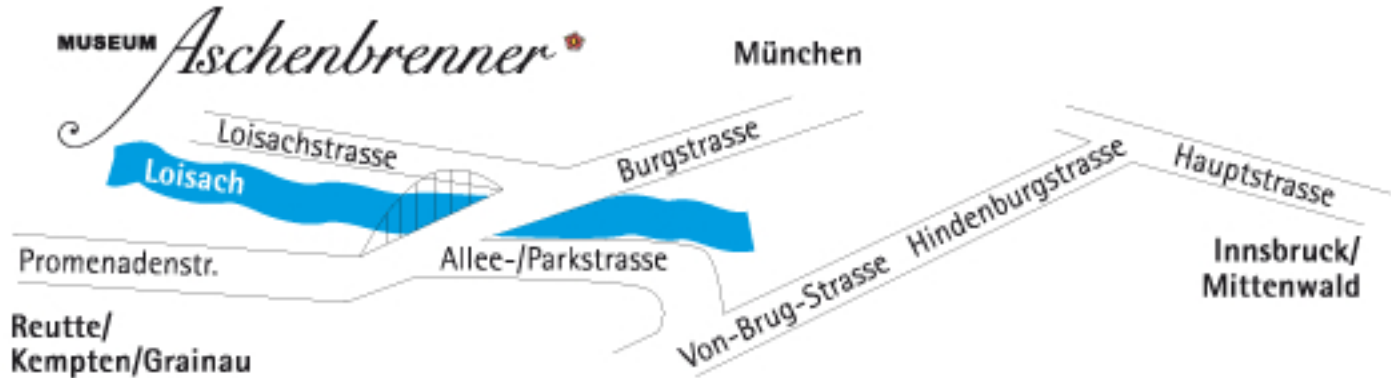 MUSEUM Aschenbrenner
München
Loisachstrasse
Burgstrasse
Loisach
Hauptstrasse
Hindenburgstrasse
Promenadenstr.
Allee-/Parkstrasse
Innsbruck/
Mittenwald
Von-Brug-Strasse
Reutte/
Kempten/Grainau